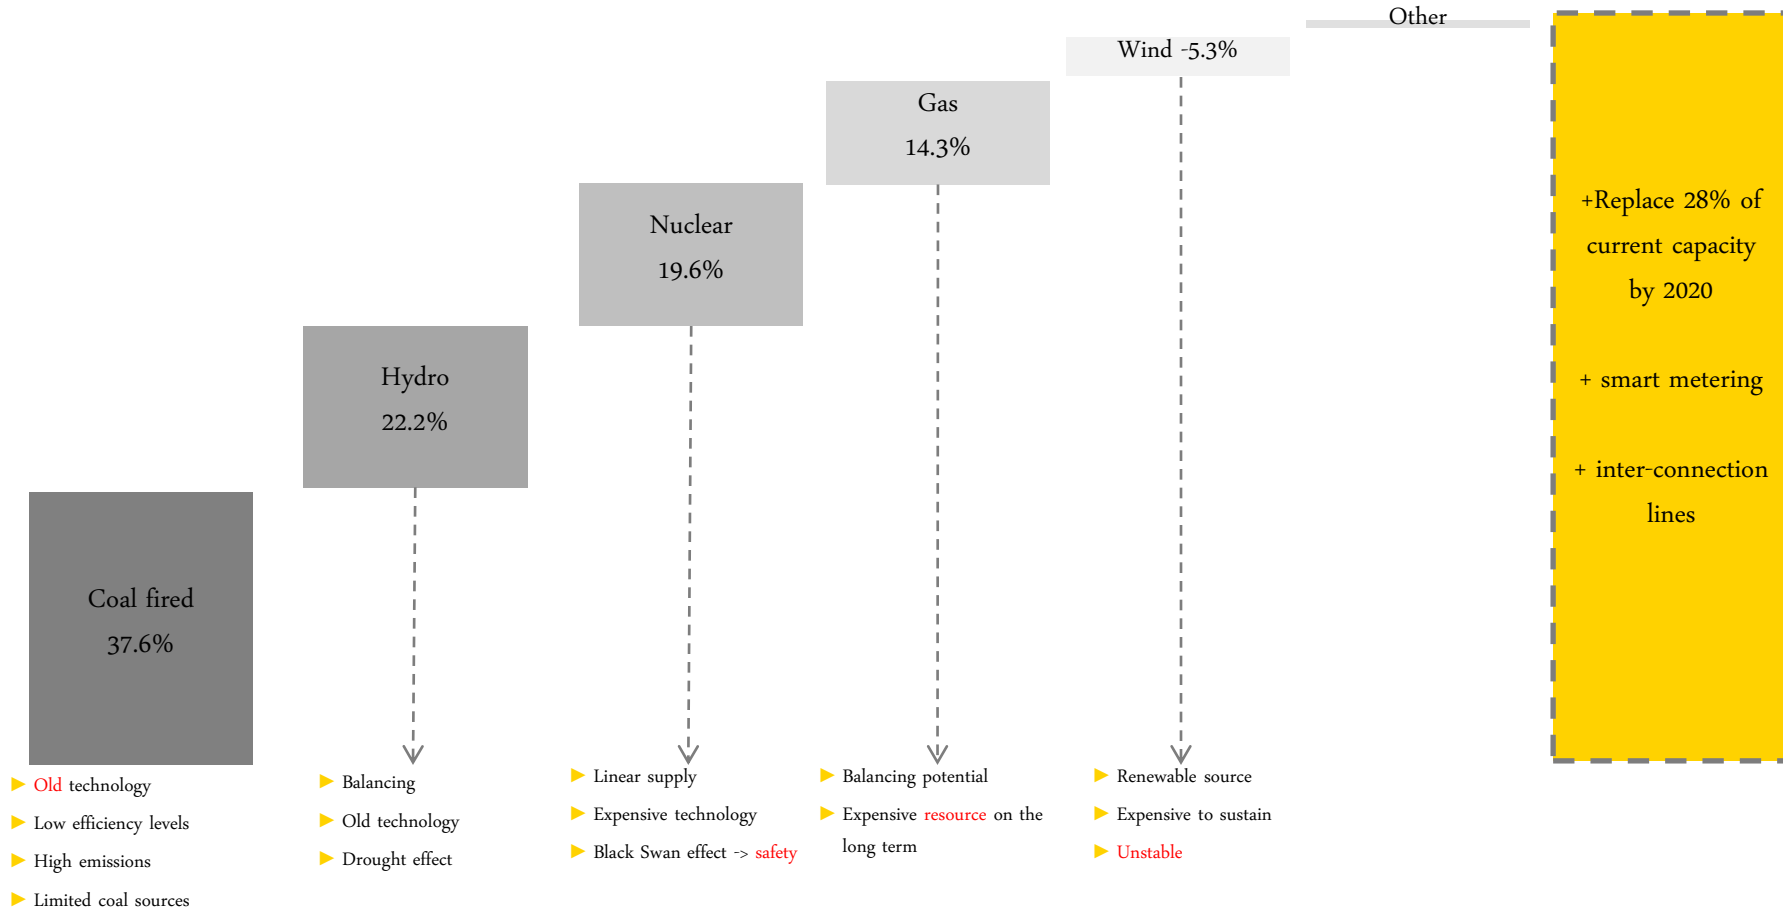 Other
Wind -5.3%
Gas
14.3%
Nuclear
19.6%
Hydro
22.2%
Coal fired
37.6%
+Replace 28% of
current capacity
by 2020
+ smart metering
+ inter-connection
lines
Old technology
Low efficiency levels
High emissions
Limited coal sources
Balancing
Old technology
Drought effect
Linear supply
Expensive technology
Black Swan effect -> safety
Balancing potential
Expensive resource on the
long term
Renewable source
Expensive to sustain
Unstable